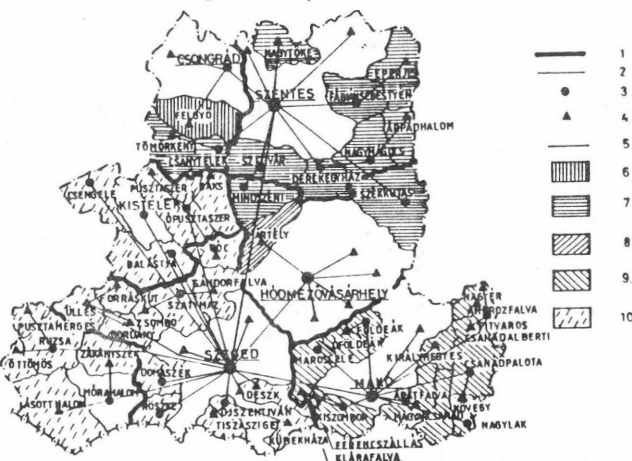 CSONGRÁD
NAGYTŐKE
SZENTES
EPERJES
FÁBIÁNSEBESTYÉN
FELGYŐ
ÁRPÁDHALOM
TÖMÖRKÉNY
CSANYTELEK
SZEGVÁR
NAGYMÁGOCS
DEREKEGYHÁZ
PUSZTASZER
BAKS
CSENGELE
KISTELEK
ÓPUSZTASZER
MINDSZENT
SZÉKKUTAS
MÁRTÉLY
DÓC
BALÁSTYA
SÁNDORFALVA
HÓDMEZŐVÁSÁRHELY
SZATYMAZ
FORRÁSKÚT
ÜLLÉS
PUSZTAMÉRGES
RUZSA
ZSOMBÓ
BORDÁNY
ZÁKÁNYSZÉK
ÖTTÖMÖS
DOMASZÉK
SZEGED
MÓRAHALOM
ÁSOTTHALOM
RÖSZKE
DESZK
ÚJSZENTIVÁN
TISZASZIGET
KÜBEKHÁZA
FÖLDEÁK
MAROSLELE
KIRÁLYHEGYES
MAKÓ
KISZOMBOR
APÁTFALVA
MAGYARCSANÁD
NAGYÉR
AMBRÓZFALVA
PITVAROS
CSANÁDALBERTI
CSANÁDPALOTA
KÖVEGY
NAGYLAK
FERENCSZÁLLÁS
KLÁRAFALVA
1
2
3
4
5
6
7
8
9.
10